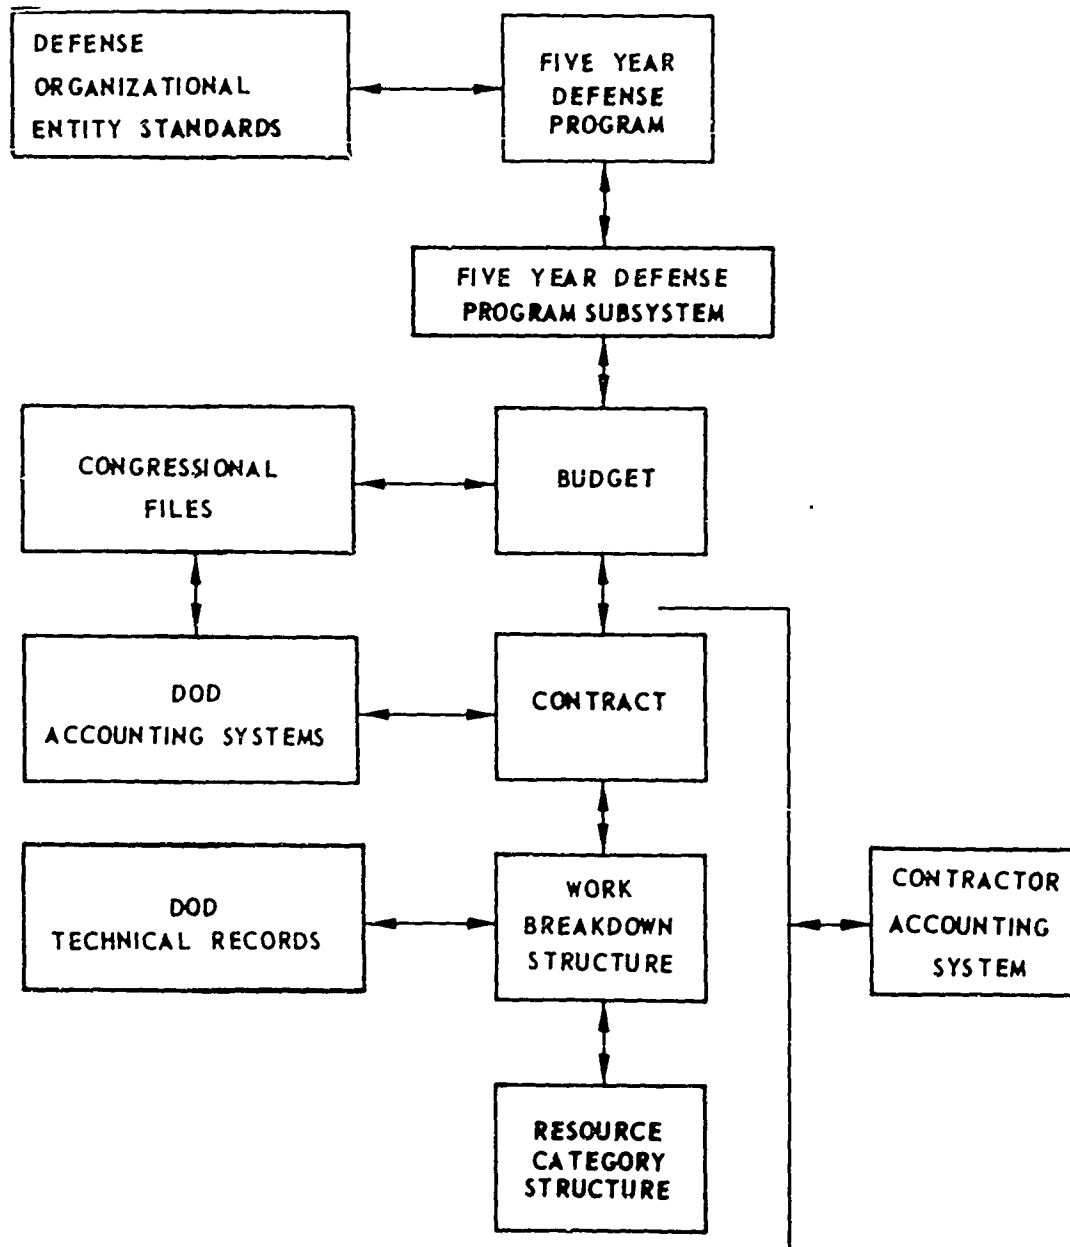 DEFENSE
ORGANIZATIONAL
ENTITY STANDARDS
FIVE YEAR
DEFENSE
PROGRAM
FIVE YEAR DEFENSE
PROGRAM SUBSYSTEM
CONGRESSIONAL
FILES
BUDGET
DOD
ACCOUNTING SYSTEMS
CONTRACT
DOD
TECHNICAL RECORDS
WORK
BREAKDOWN
STRUCTURE
CONTRACTOR
ACCOUNTING
SYSTEM
RESOURCE
CATEGORY
STRUCTURE